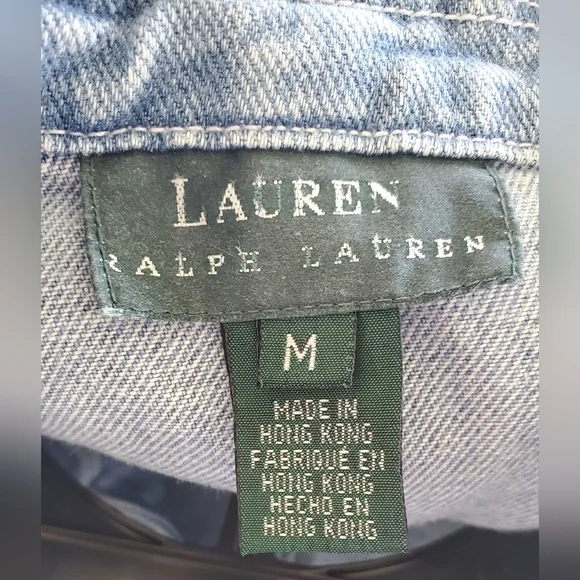 LAUREN
RALPH LAUREN
M
MADE IN
HONG KONG
FABRIQUÉ EN
HONG KONG
HECHO EN
HONG KONG